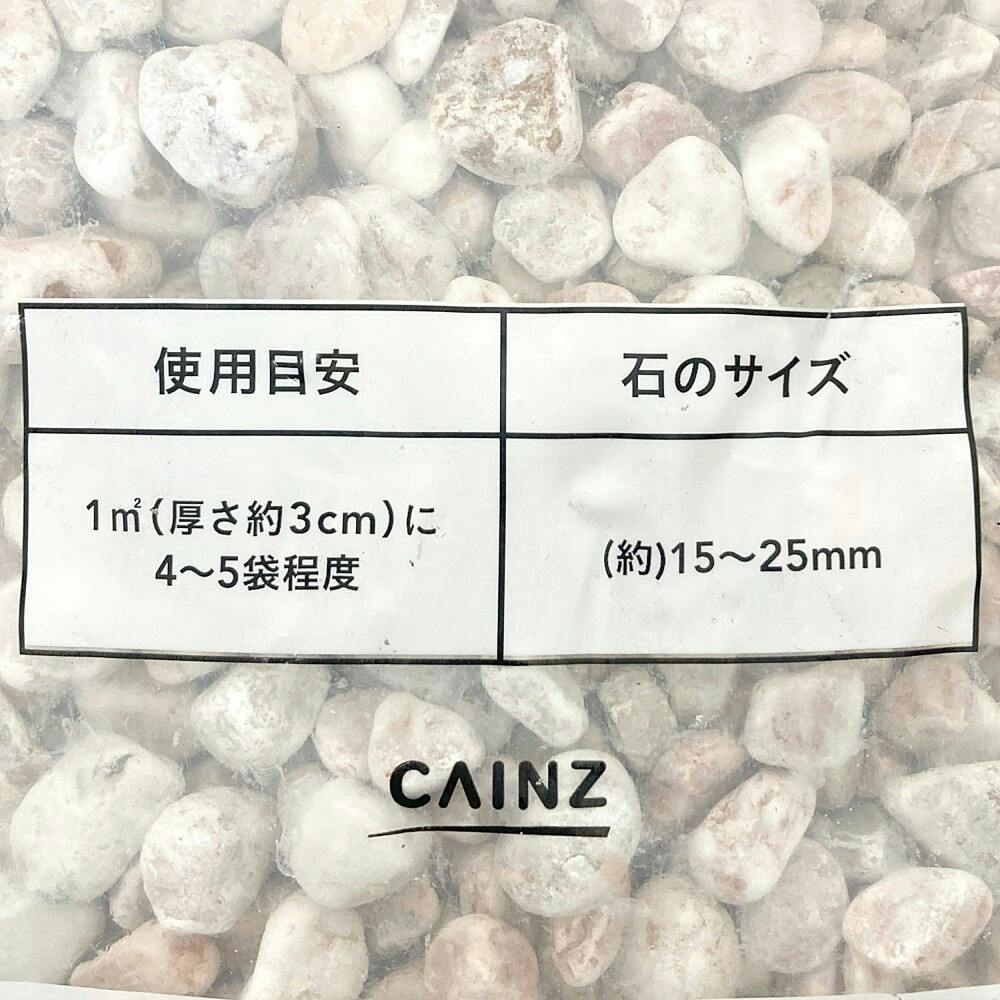 使用目安
石のサイズ
1㎡(厚さ約3cm)に
4〜5袋程度
(約)15〜25mm
CAINZ